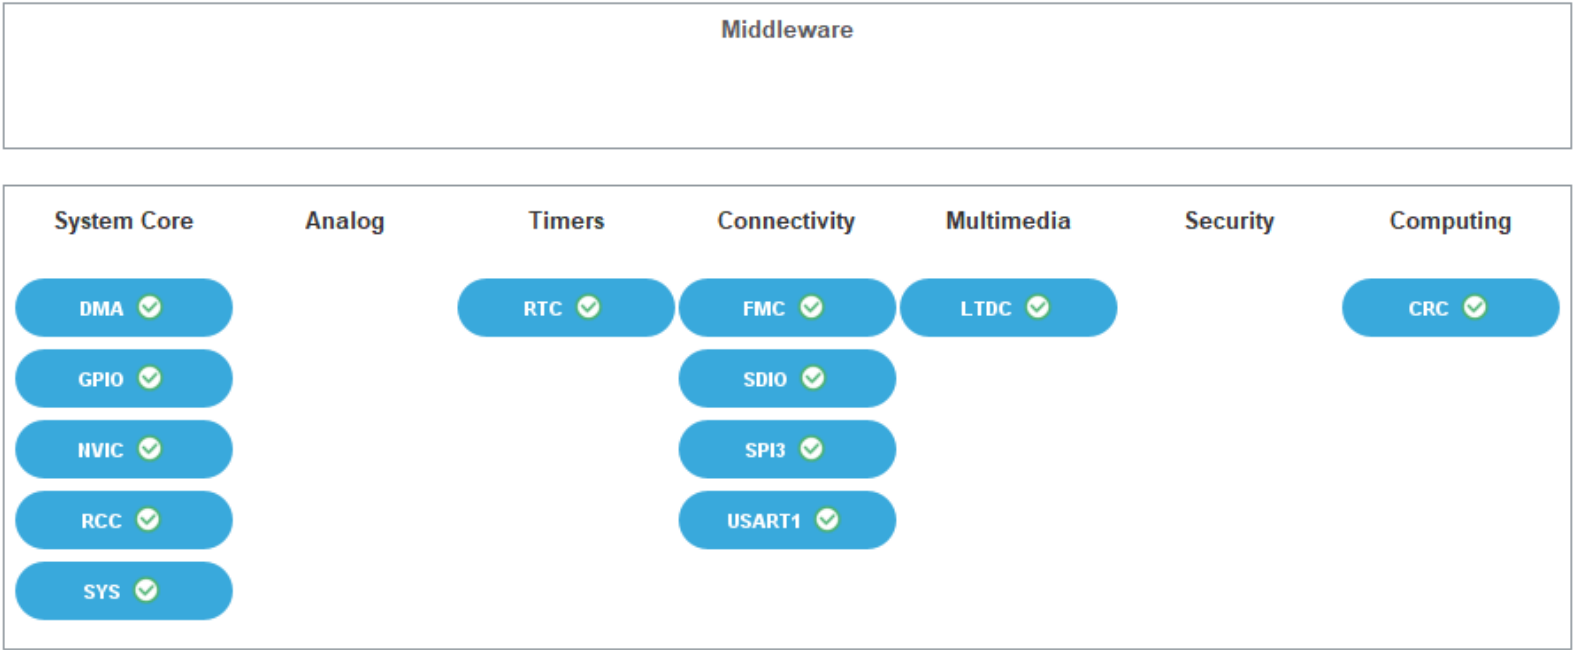 Middleware
System Core Analog Timers Connectivity Multimedia Security Computing
DMA RTC FMC LTDC CRC
GPIO SDIO
NVIC SPI3
RCC USART1
SYS